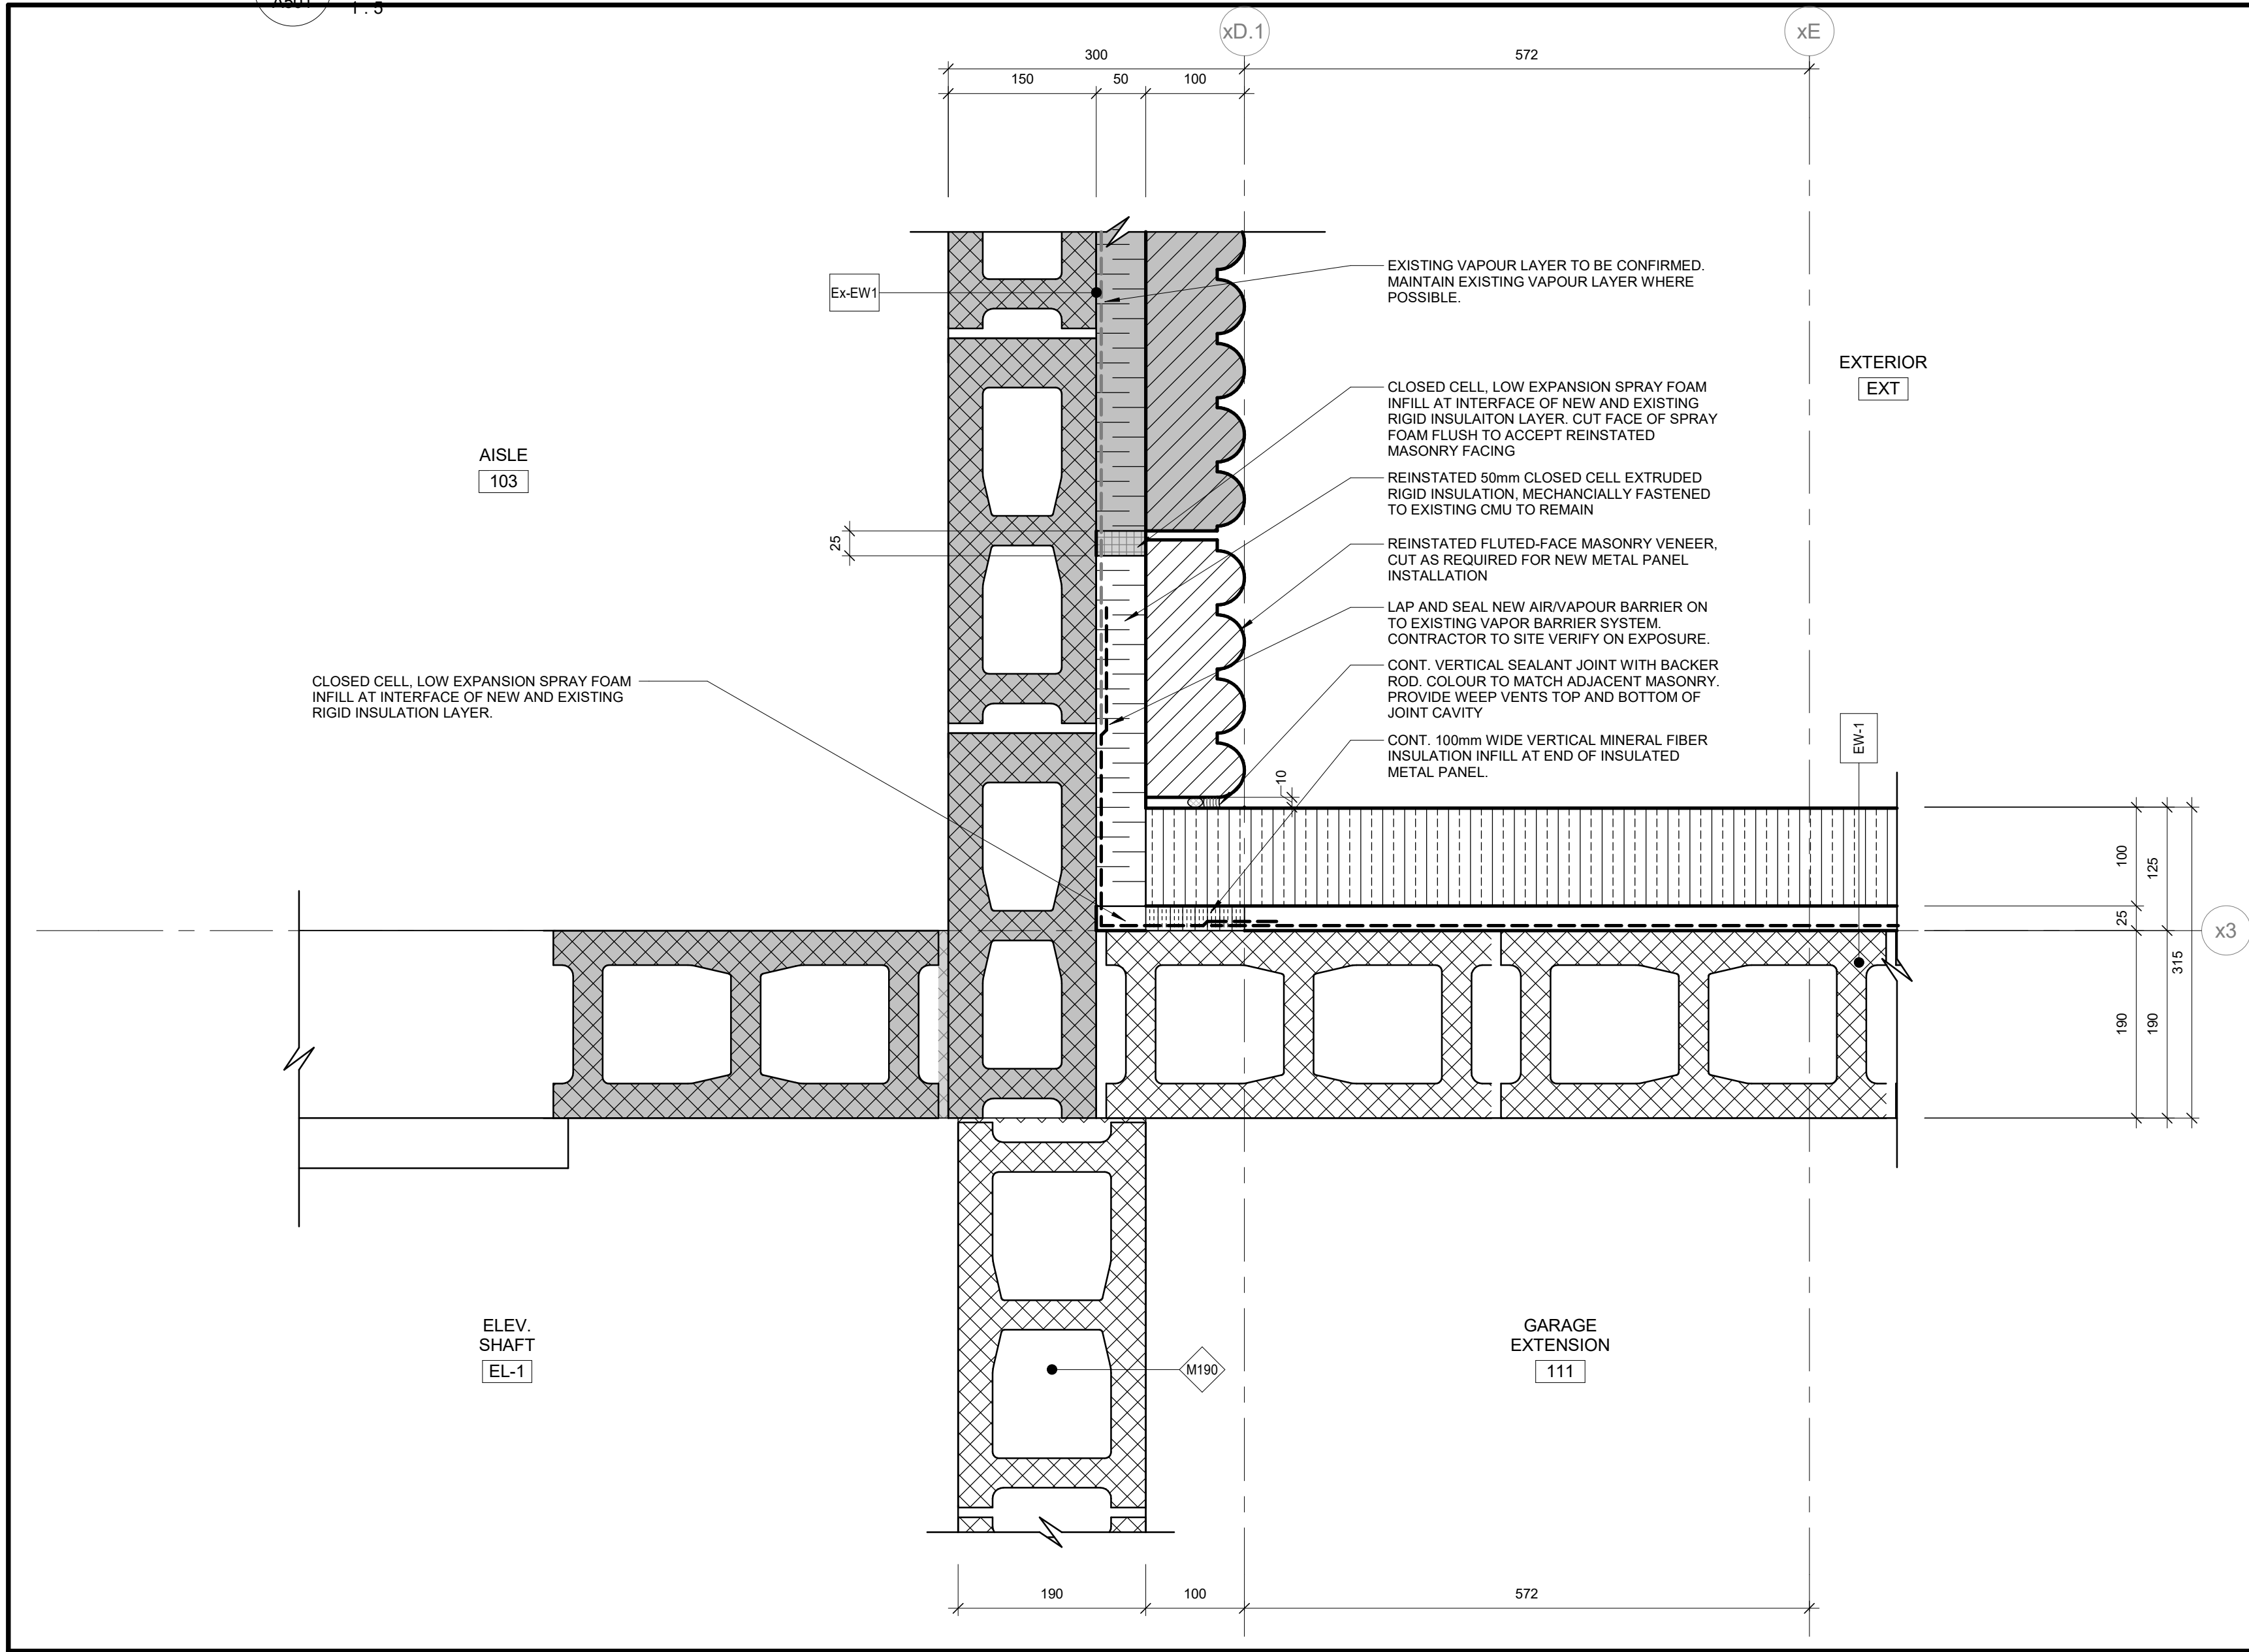 A501
1 : 5
xD.1
xE
300
572
150
50
100
Ex-EW1
EXISTING VAPOUR LAYER TO BE CONFIRMED.
MAINTAIN EXISTING VAPOUR LAYER WHERE
POSSIBLE.
EXTERIOR
EXT
CLOSED CELL, LOW EXPANSION SPRAY FOAM
INFILL AT INTERFACE OF NEW AND EXISTING
RIGID INSULAITON LAYER. CUT FACE OF SPRAY
FOAM FLUSH TO ACCEPT REINSTATED
MASONRY FACING
AISLE
103
REINSTATED 50mm CLOSED CELL EXTRUDED
RIGID INSULATION, MECHANCIALLY FASTENED
TO EXISTING CMU TO REMAIN
25
REINSTATED FLUTED-FACE MASONRY VENEER,
CUT AS REQUIRED FOR NEW METAL PANEL
INSTALLATION
LAP AND SEAL NEW AIR/VAPOUR BARRIER ON
TO EXISTING VAPOR BARRIER SYSTEM.
CONTRACTOR TO SITE VERIFY ON EXPOSURE.
CLOSED CELL, LOW EXPANSION SPRAY FOAM
INFILL AT INTERFACE OF NEW AND EXISTING
RIGID INSULATION LAYER.
CONT. VERTICAL SEALANT JOINT WITH BACKER
ROD. COLOUR TO MATCH ADJACENT MASONRY.
PROVIDE WEEP VENTS TOP AND BOTTOM OF
JOINT CAVITY
EW-1
CONT. 100mm WIDE VERTICAL MINERAL FIBER
INSULATION INFILL AT END OF INSULATED
METAL PANEL.
10
100
125
25
x3
315
190
190
ELEV.
SHAFT
EL-1
M190
GARAGE
EXTENSION
111
190
100
572